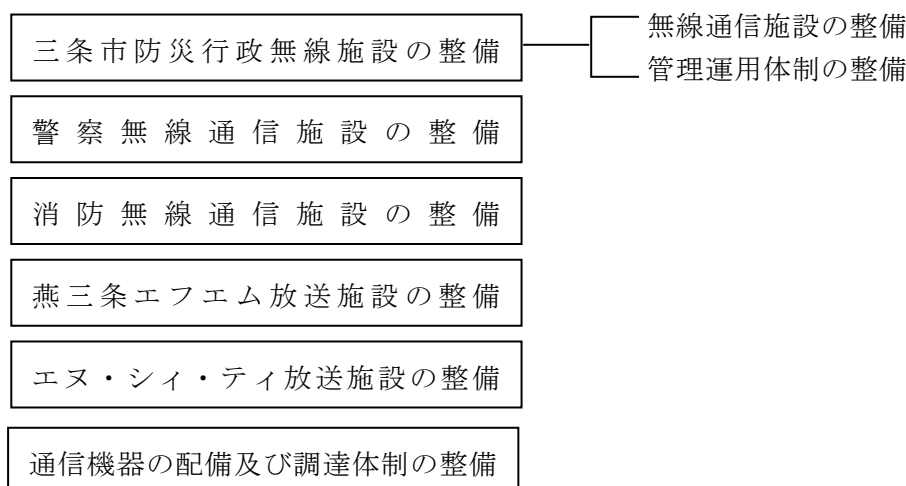 三条市防災行政無線施設の整備
無線通信施設の整備
管理運用体制の整備
警察無線通信施設の整備
消防無線通信施設の整備
燕三条エフエム放送施設の整備
エヌ・シィ・ティ放送施設の整備
通信機器の配備及び調達体制の整備